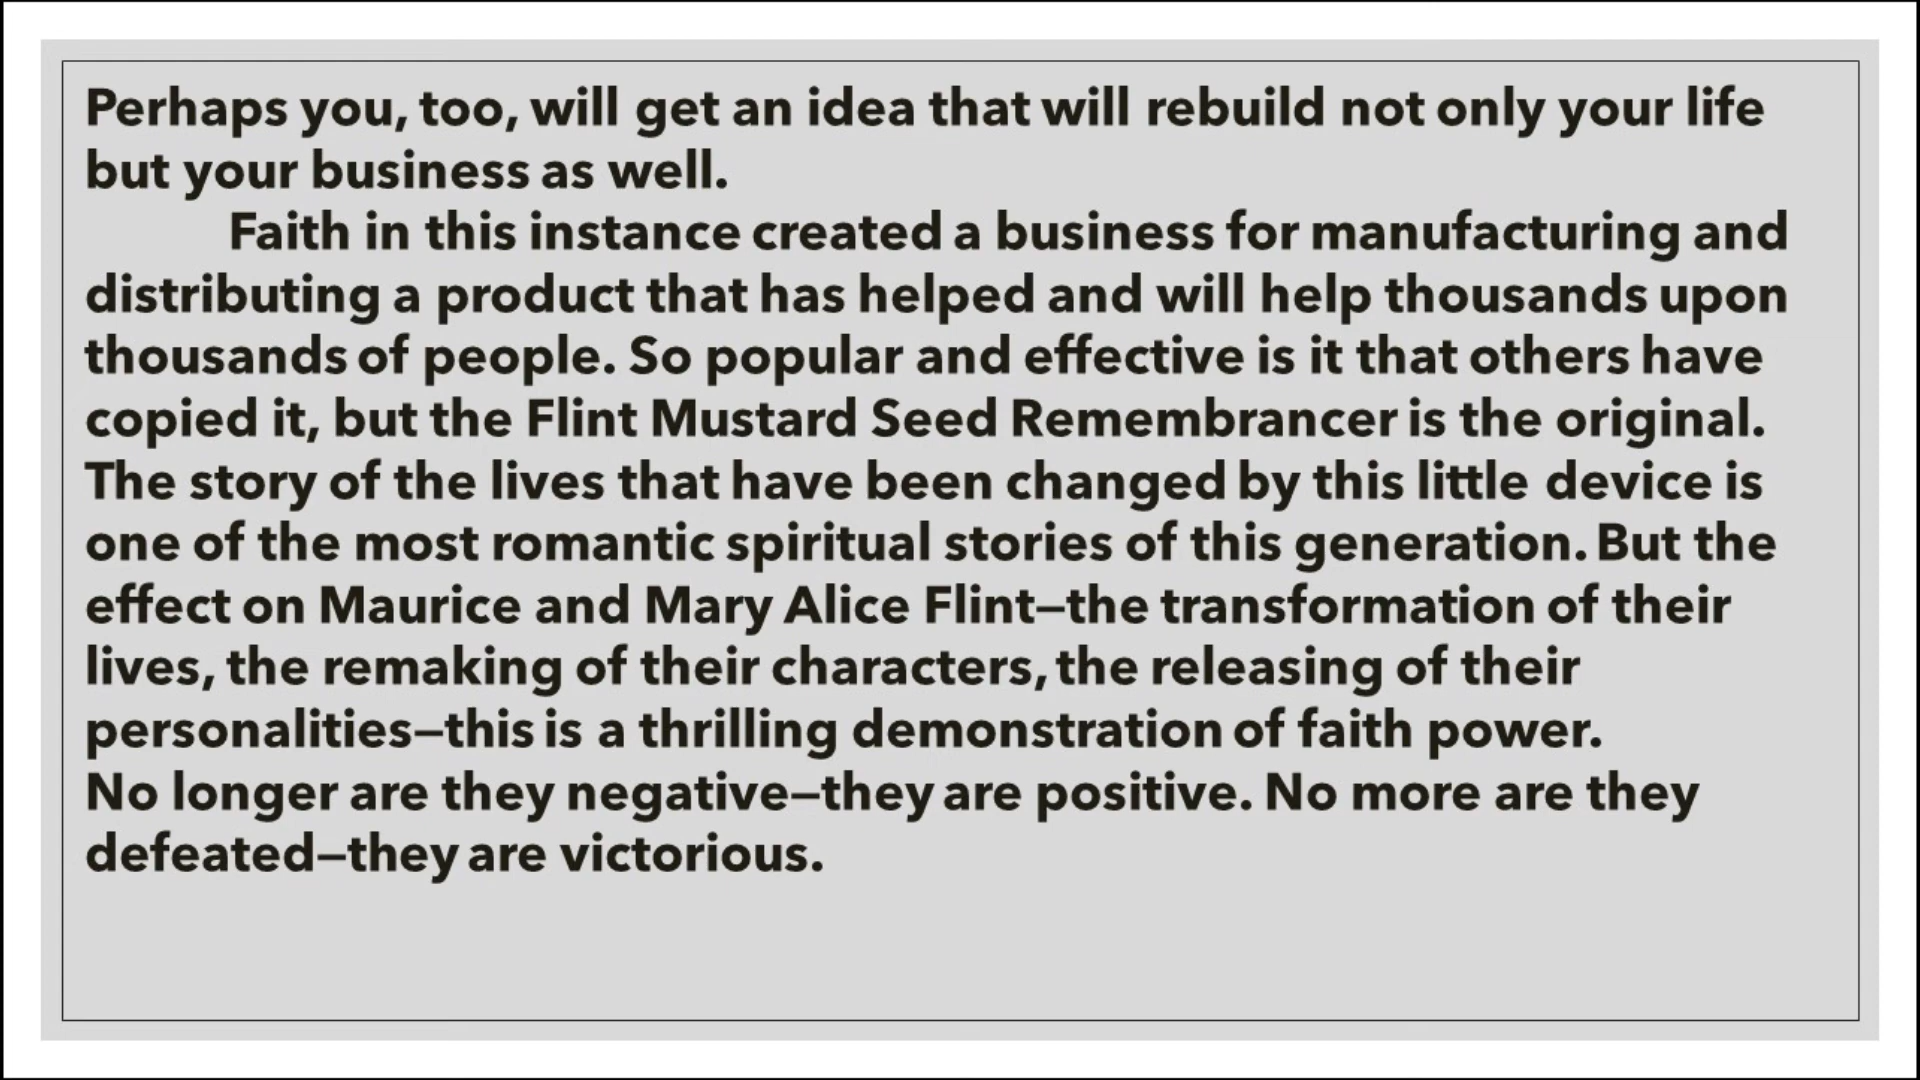 Perhaps you, too, will get an idea that will rebuild not only your life
but your business as well.
Faith in this instance created a business for manufacturing and
distributing a product that has helped and will help thousands upon
thousands of people. So popular and effective is it that others have
copied it, but the Flint Mustard Seed Remembrancer is the original.
The story of the lives that have been changed by this little device is
one of the most romantic spiritual stories of this generation. But the
effect on Maurice and Mary Alice Flint—the transformation of their
lives, the remaking of their characters, the releasing of their
personalities—this is a thrilling demonstration of faith power.
No longer are they negative—they are positive. No more are they
defeated—they are victorious.